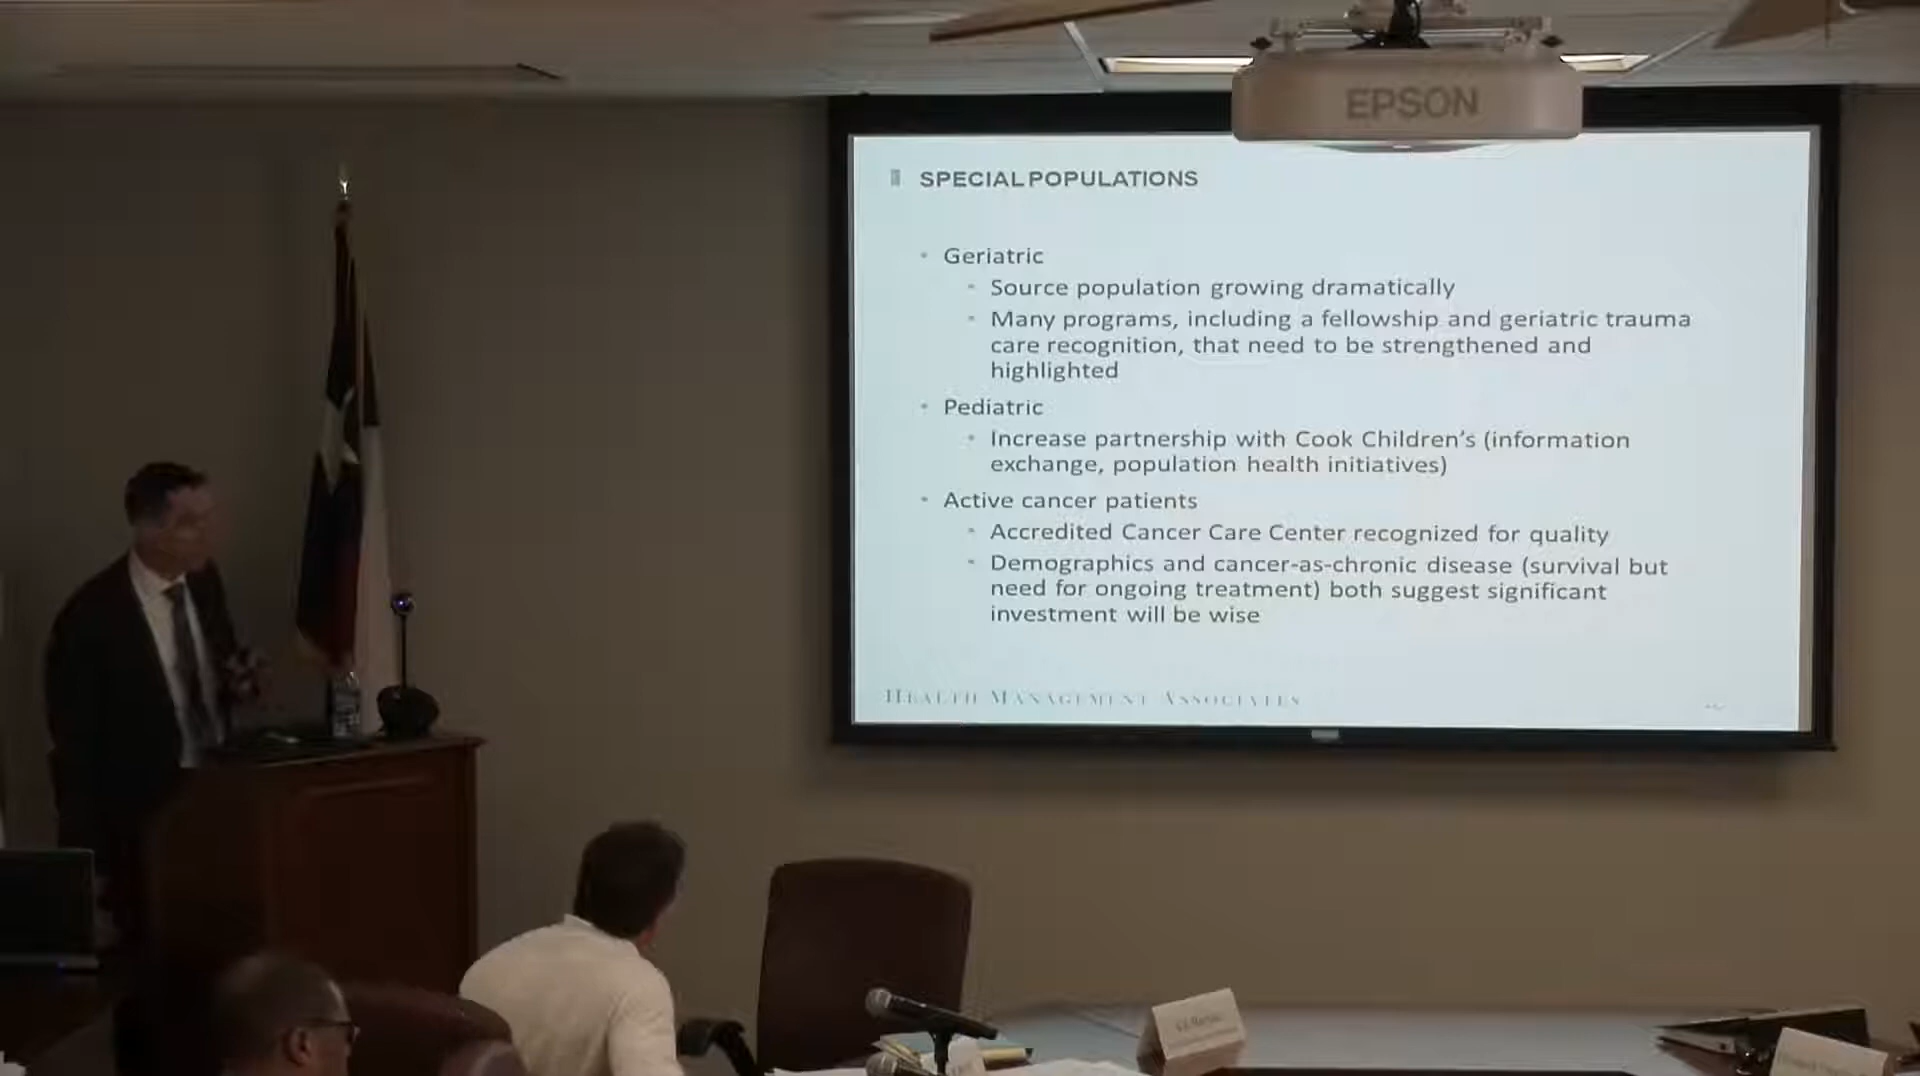 EPSON
SPECIAL POPULATIONS
• Geriatric
• Source population growing dramatically
• Many programs, including a fellowship and geriatric trauma
care recognition, that need to be strengthened and
highlighted
• Pediatric
• Increase partnership with Cook Children's (information
exchange, population health initiatives)
• Active cancer patients
• Accredited Cancer Care Center recognized for quality
• Demographics and cancer-as-chronic disease (survival but
need for ongoing treatment) both suggest significant
investment will be wise
HEALTH MANAGEMENT ASSOCIATES